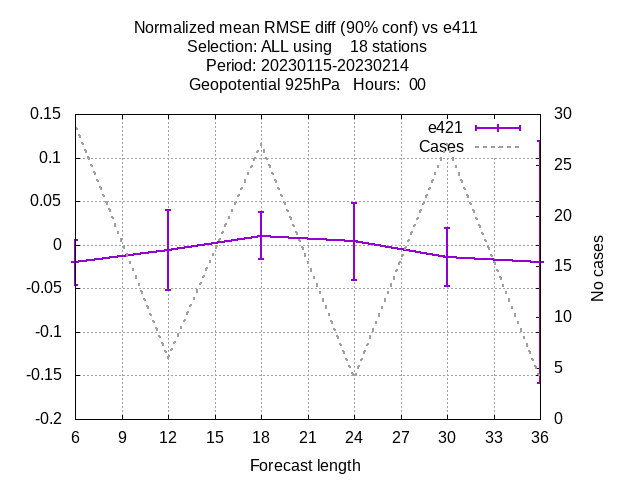 Normalized mean RMSE diff (90% conf) vs e411
Selection: ALL using    18 stations
Period: 20230115-20230214
Geopotential 925hPa   Hours:  00
0.15
0.1
0.05
0
-0.05
-0.1
-0.15
-0.2
e421
Cases
30
25
20
15
10
5
0
No cases
6 9 12 15 18 21 24 27 30 33 36
Forecast length